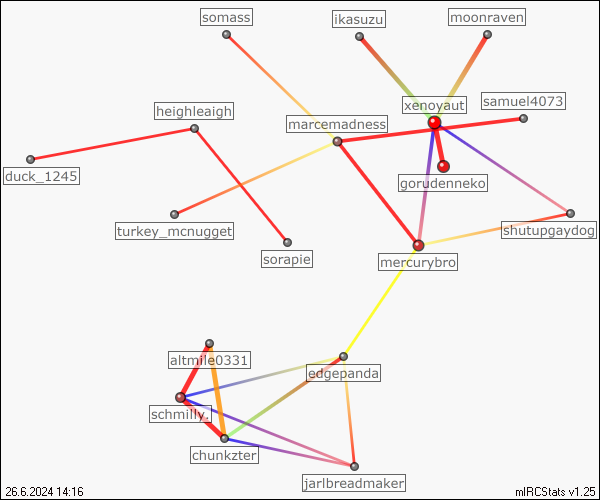 somass
ikasuzu
moonraven
heighleaigh
xenoyaut
samuel4073
marcemadness
duck_1245
gorudenneko
turkey_mcnugget
shutupgaydog
sorapie
mercurybro
altmile0331
edgepanda
schmilly.
chunkzter
jarlbreadmaker
26.6.2024 14:16
mIRCStats v1.25